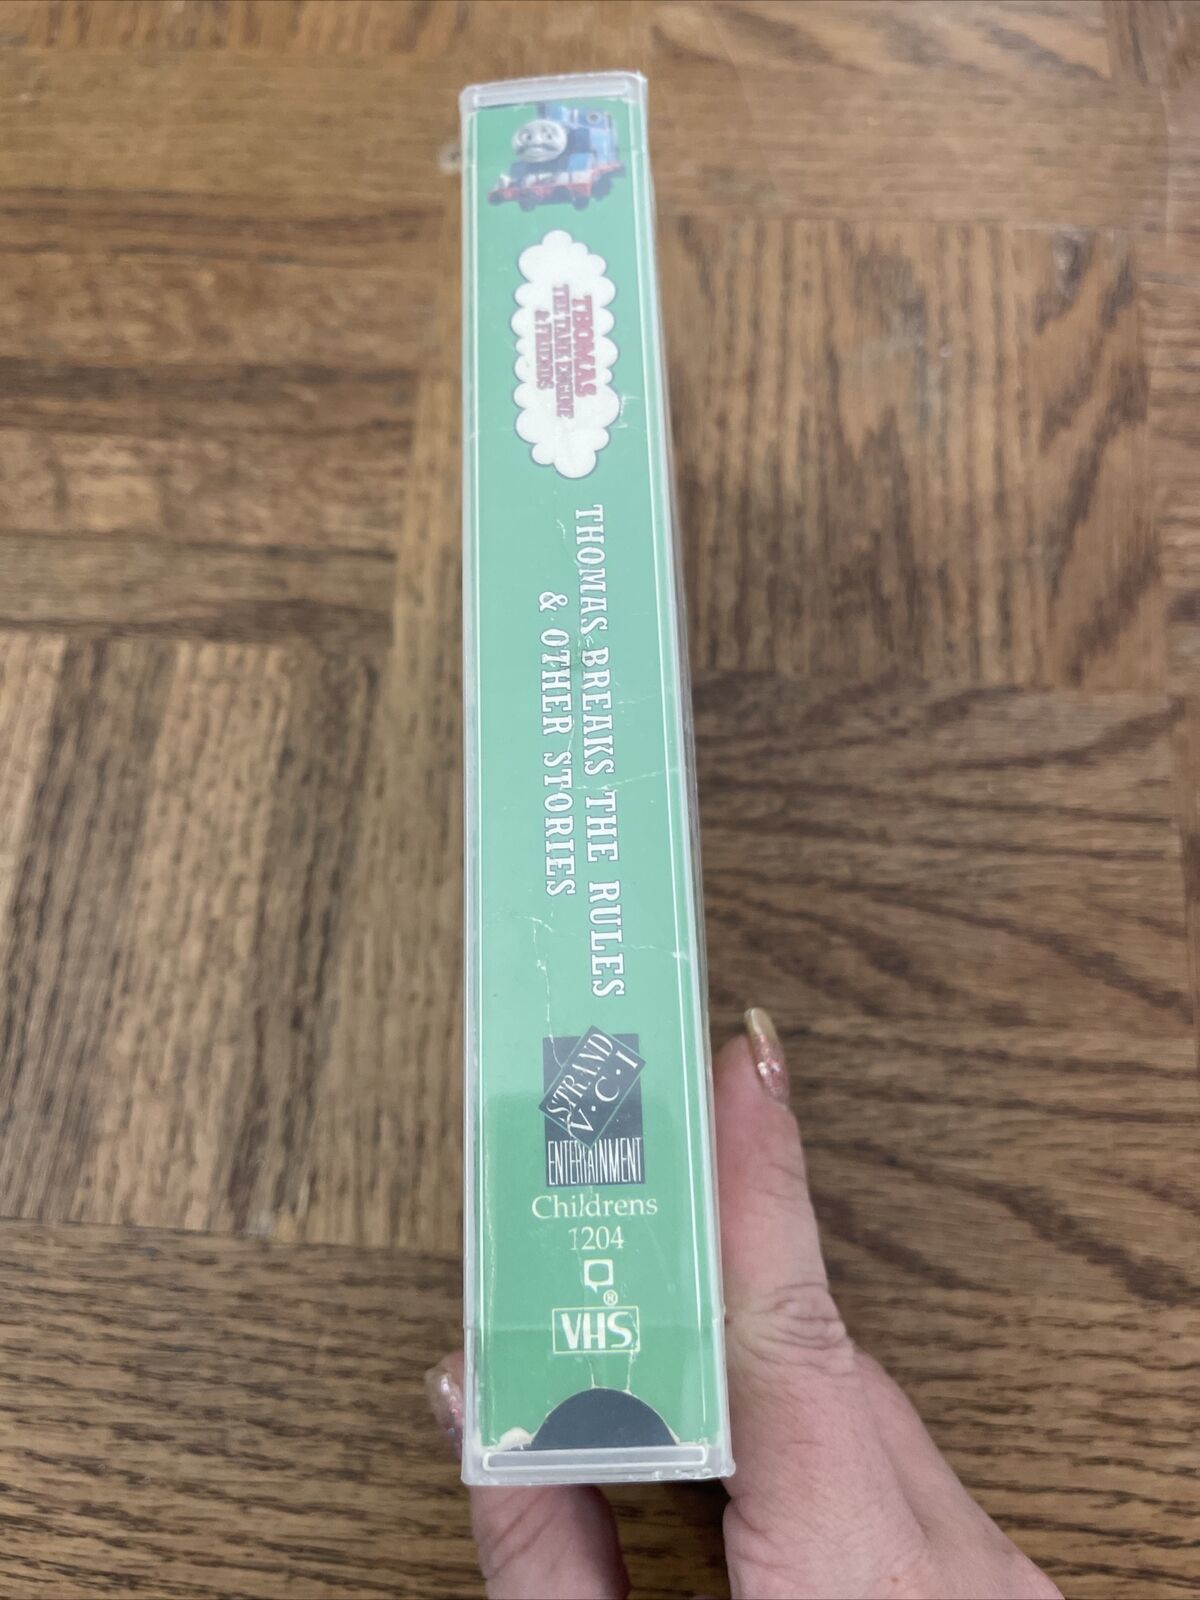 THOMAS
THE TANK ENGINE
& FRIENDS
THOMAS BREAKS THE RULES
& OTHER STORIES
STRAND
V·C·I
ENTERTAINMENT
Childrens
1204
®
VHS